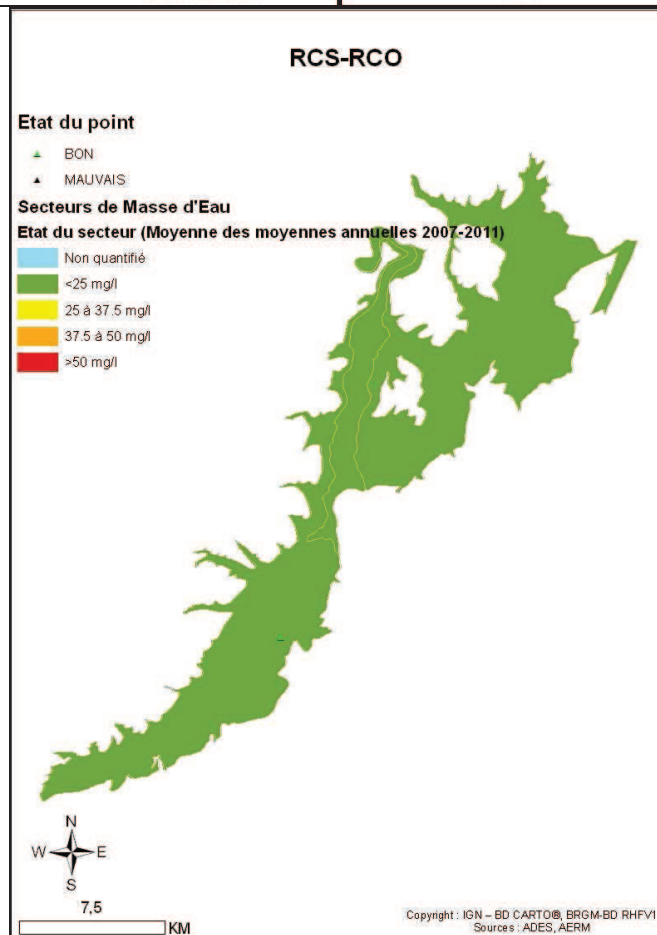 RCS-RCO
Etat du point
BON
MAUVAIS
Secteurs de Masse d'Eau
Etat du secteur (Moyenne des moyennes annuelles 2007-2011)
Non quantifié
<25 mg/l
25 à 37.5 mg/l
37.5 à 50 mg/l
>50 mg/l
N
W E
S
7,5
KM
Copyright : IGN – BD CARTO®, BRGM-BD RHFV1
Sources : ADES, AERM